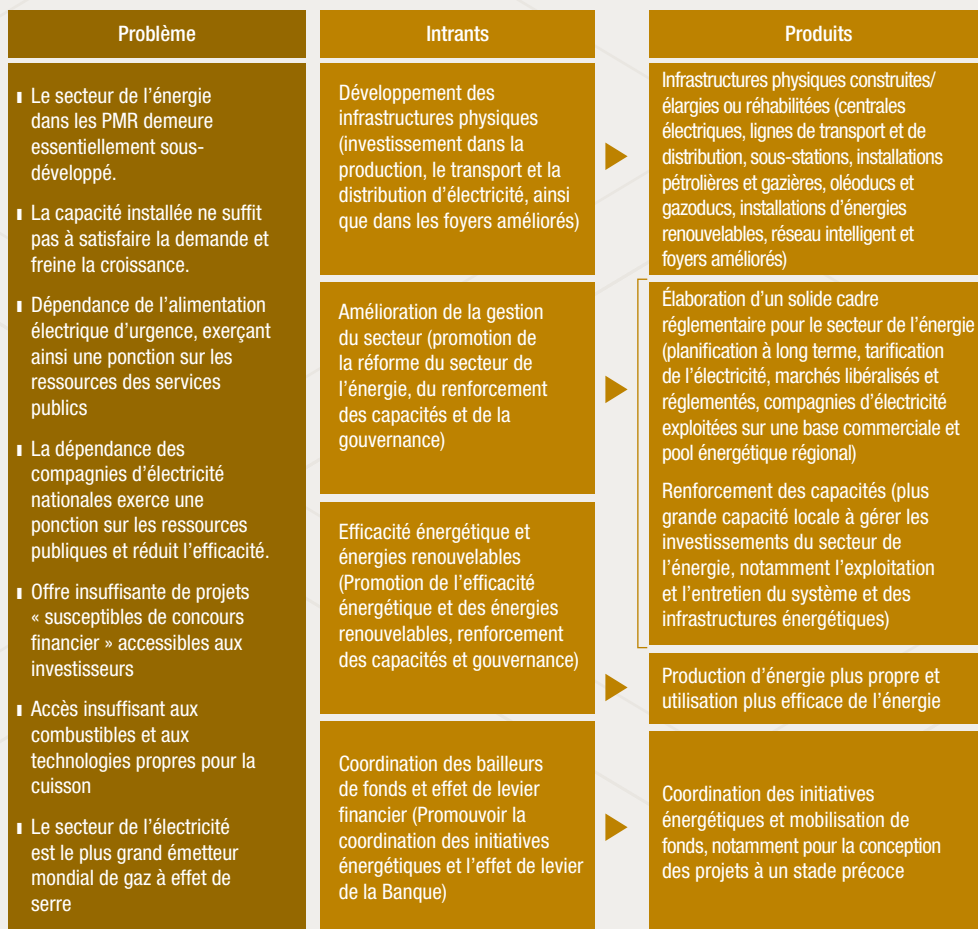 Problème
Le secteur de l’énergie
dans les PMR demeure
essentiellement sous-
développé.
La capacité installée ne suffit
pas à satisfaire la demande et
freine la croissance.
Dépendance de l’alimentation
électrique d’urgence, exerçant
ainsi une ponction sur les
ressources des services
publics
La dépendance des
compagnies d’électricité
nationales exerce une
ponction sur les ressources
publiques et réduit l’efficacité.
Offre insuffisante de projets
« susceptibles de concours
financier » accessibles aux
investisseurs
Accès insuffisant aux
combustibles et aux
technologies propres pour la
cuisson
Le secteur de l’électricité
est le plus grand émetteur
mondial de gaz à effet de
serre
Intrants
Développement des
infrastructures physiques
(investissement dans la
production, le transport et la
distribution d’électricité, ainsi
que dans les foyers améliorés)
Amélioration de la gestion
du secteur (promotion de
la réforme du secteur de
l’énergie, du renforcement
des capacités et de la
gouvernance)
Efficacité énergétique et
énergies renouvelables
(Promotion de l’efficacité
énergétique et des énergies
renouvelables, renforcement
des capacités et gouvernance)
Coordination des bailleurs
de fonds et effet de levier
financier (Promouvoir la
coordination des initiatives
énergétiques et l’effet de levier
de la Banque)
Produits
Infrastructures physiques construites/
élargies ou réhabilitées (centrales
électriques, lignes de transport et de
distribution, sous-stations, installations
pétrolières et gazières, oléoducs et
gazoducs, installations d’énergies
renouvelables, réseau intelligent et
foyers améliorés)
Élaboration d’un solide cadre
réglementaire pour le secteur de l’énergie
(planification à long terme, tarification
de l’électricité, marchés libéralisés et
réglementés, compagnies d’électricité
exploitées sur une base commerciale et
pool énergétique régional)
Renforcement des capacités (plus
grande capacité locale à gérer les
investissements du secteur de
l’énergie, notamment l’exploitation
et l’entretien du système et des
infrastructures énergétiques)
Production d’énergie plus propre et
utilisation plus efficace de l’énergie
Coordination des initiatives
énergétiques et mobilisation de
fonds, notamment pour la conception
des projets à un stade précoce